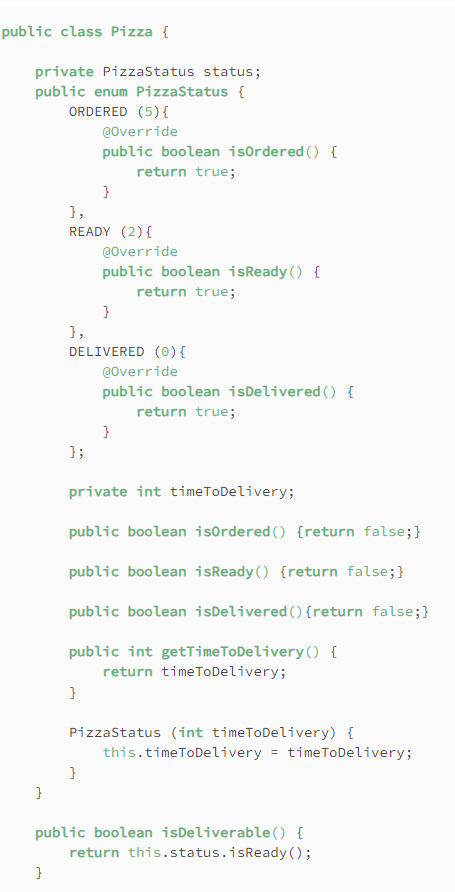 public class Pizza {
    private PizzaStatus status;
    public enum PizzaStatus {
        ORDERED (5){
            @Override
            public boolean isOrdered() {
                return true;
            }
        },
        READY (2){
            @Override
            public boolean isReady() {
                return true;
            }
        },
        DELIVERED (0){
            @Override
            public boolean isDelivered() {
                return true;
            }
        };
        private int timeToDelivery;
        public boolean isOrdered() {return false;}
        public boolean isReady() {return false;}
        public boolean isDelivered(){return false;}
        public int getTimeToDelivery() {
            return timeToDelivery;
        }
        PizzaStatus (int timeToDelivery) {
            this.timeToDelivery = timeToDelivery;
        }
    }
    public boolean isDeliverable() {
        return this.status.isReady();
    }